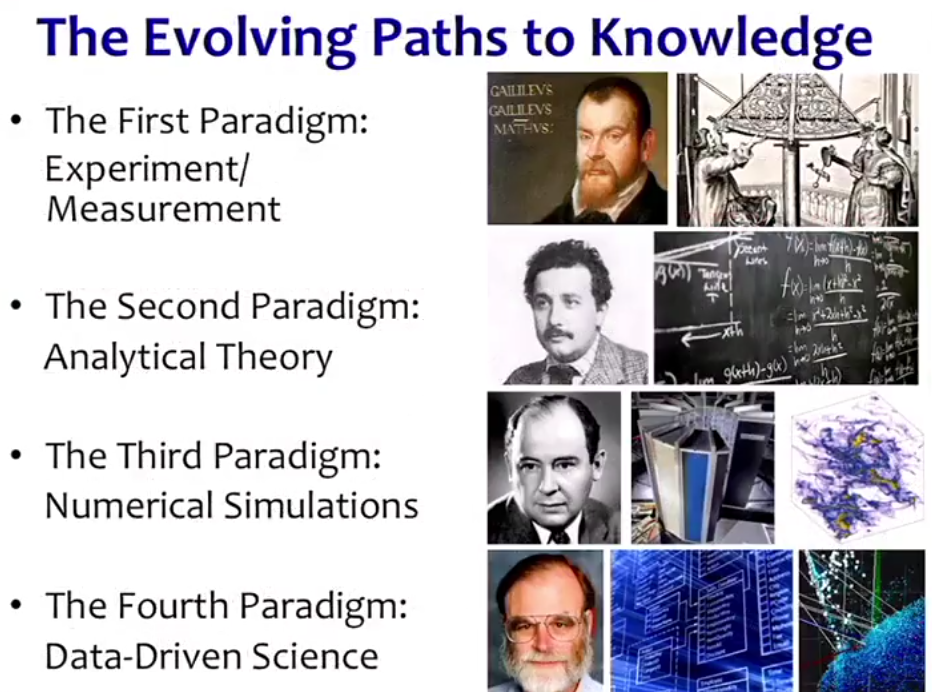 The Evolving Paths to Knowledge
• The First Paradigm:
Experiment/
Measurement
GALILEVS
GALILEVS
MATHVS:
• The Second Paradigm:
Analytical Theory
• The Third Paradigm:
Numerical Simulations
• The Fourth Paradigm:
Data-Driven Science